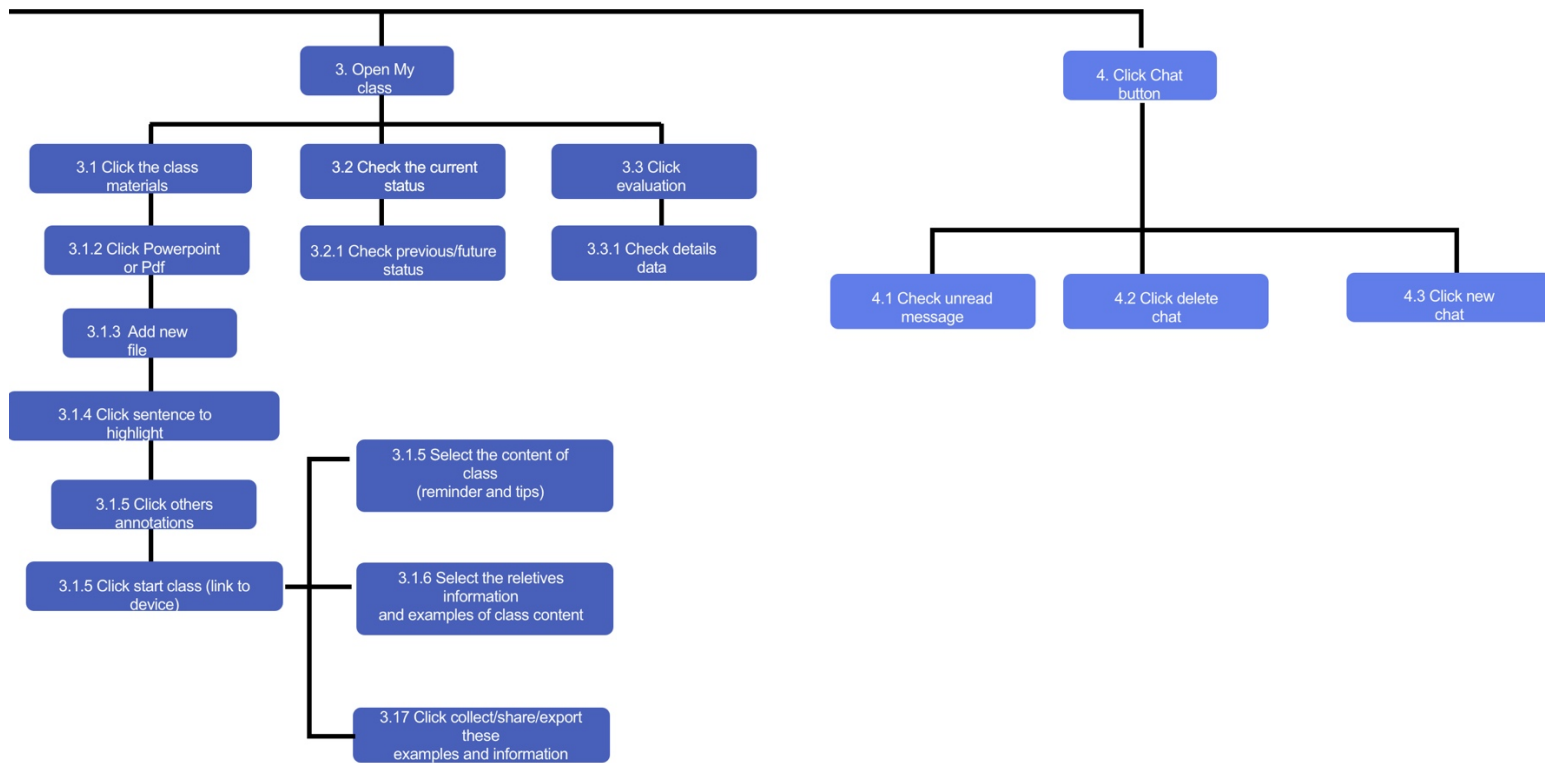 3. Open My
class
4. Click Chat
button
3.1 Click the class
materials
3.2 Check the current
status
3.3 Click
evaluation
3.1.2 Click Powerpoint
or Pdf
3.2.1 Check previous/future
status
3.3.1 Check details
data
4.1 Check unread
message
4.2 Click delete
chat
4.3 Click new
chat
3.1.3 Add new
file
3.1.4 Click sentence to
highlight
3.1.5 Click others
annotations
3.1.5 Click start class (link to
device)
3.1.5 Select the content of
class
(reminder and tips)
3.1.6 Select the reletives
information
and examples of class content
3.17 Click collect/share/export
these
examples and information